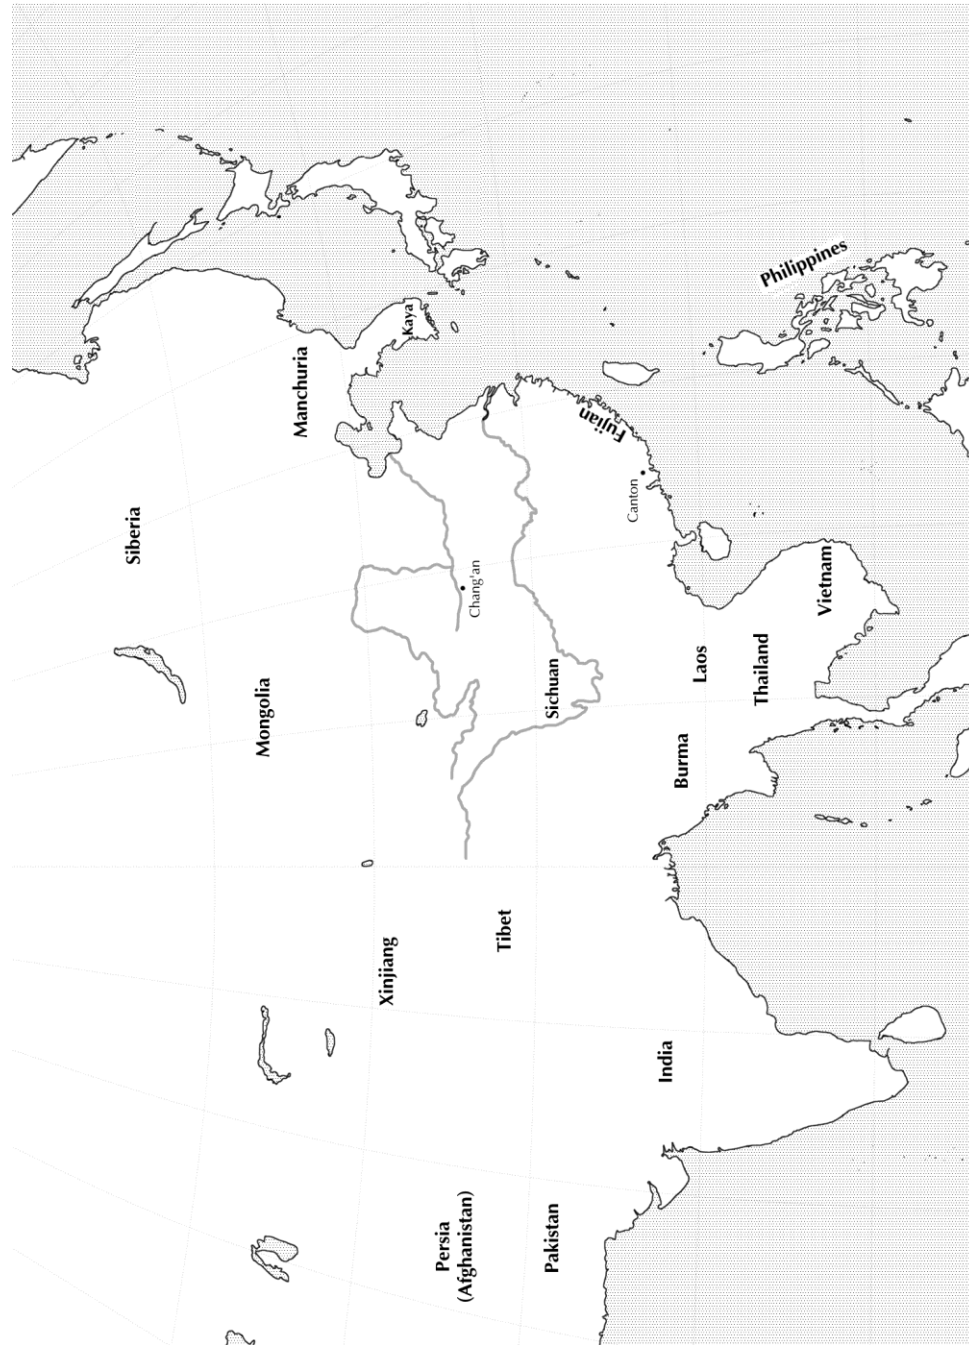 Siberia
Mongolia
Manchuria
Xinjiang
Kaya
Persia
(Afghanistan)
Chang'an
Tibet
Pakistan
Sichuan
Fujian
Canton
India
Burma
Laos
Thailand
Philippines
Vietnam